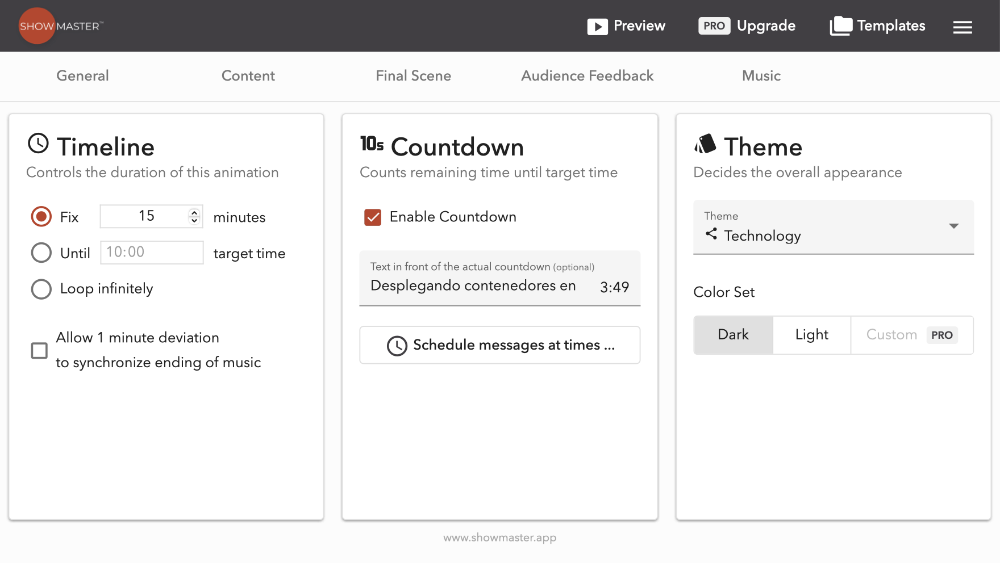 SHOWMASTER™
Preview
PRO Upgrade
Templates
General
Content
Final Scene
Audience Feedback
Music
Timeline
Controls the duration of this animation
Fix 15 minutes
Until 10:00 target time
Loop infinitely
Allow 1 minute deviation
to synchronize ending of music
10s Countdown
Counts remaining time until target time
Enable Countdown
Text in front of the actual countdown (optional)
Desplegando contenedores en 3:49
Schedule messages at times ...
Theme
Decides the overall appearance
Theme
Technology
Color Set
Dark
Light
Custom PRO
www.showmaster.app